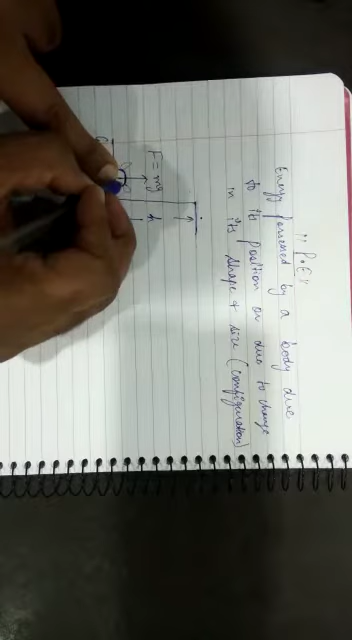 "P.E"
Energy possessed by a body due
to its position or due to change
in its shape & size (configuration)
F = mg